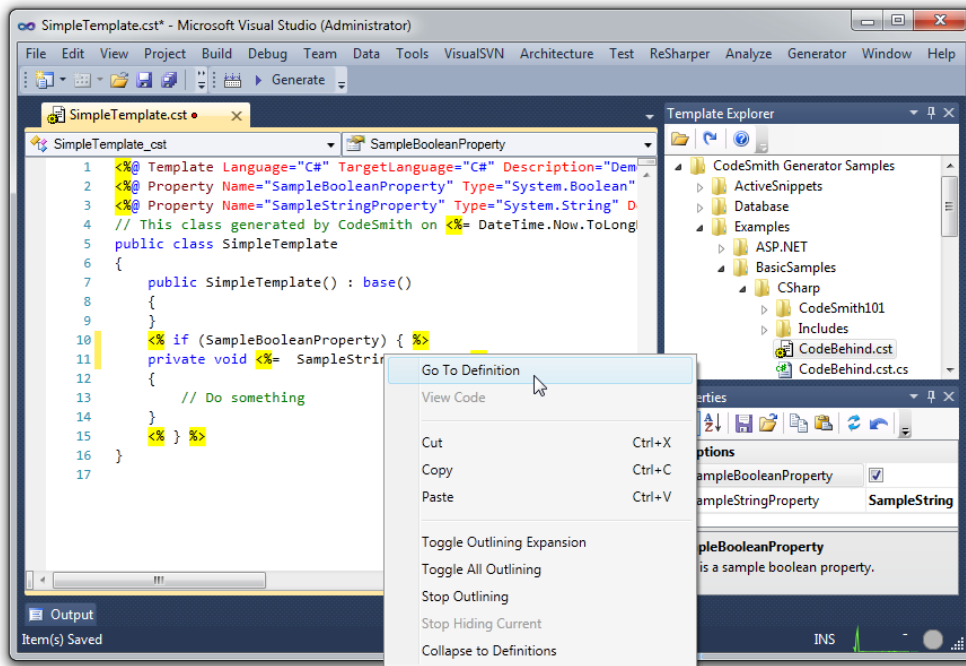 SimpleTemplate.cst* - Microsoft Visual Studio (Administrator)
File Edit View Project Build Debug Team Data Tools VisualSVN Architecture Test ReSharper Analyze Generator Window Help
Generate
SimpleTemplate.cst
SimpleTemplate_cst
SampleBooleanProperty
1 <%@ Template Language="C#" TargetLanguage="C#" Description="Dem
2 <%@ Property Name="SampleBooleanProperty" Type="System.Boolean"
3 <%@ Property Name="SampleStringProperty" Type="System.String" D
4 // This class generated by CodeSmith on <%= DateTime.Now.ToLong
5 public class SimpleTemplate
6 {
7 public SimpleTemplate() : base()
8 {
9 }
10 <% if (SampleBooleanProperty) { %>
11 private void <%= SampleStrin
12 {
13 // Do something
14 }
15 <% } %>
16 }
17
Go To Definition
View Code
Cut Ctrl+X
Copy Ctrl+C
Paste Ctrl+V
Toggle Outlining Expansion
Toggle All Outlining
Stop Outlining
Stop Hiding Current
Collapse to Definitions
Template Explorer
CodeSmith Generator Samples
ActiveSnippets
Database
Examples
ASP.NET
BasicSamples
CSharp
CodeSmith101
Includes
CodeBehind.cst
CodeBehind.cst.cs
erties
ptions
ampleBooleanProperty
ampleStringProperty SampleString
pleBooleanProperty
is a sample boolean property.
Output
Item(s) Saved
INS